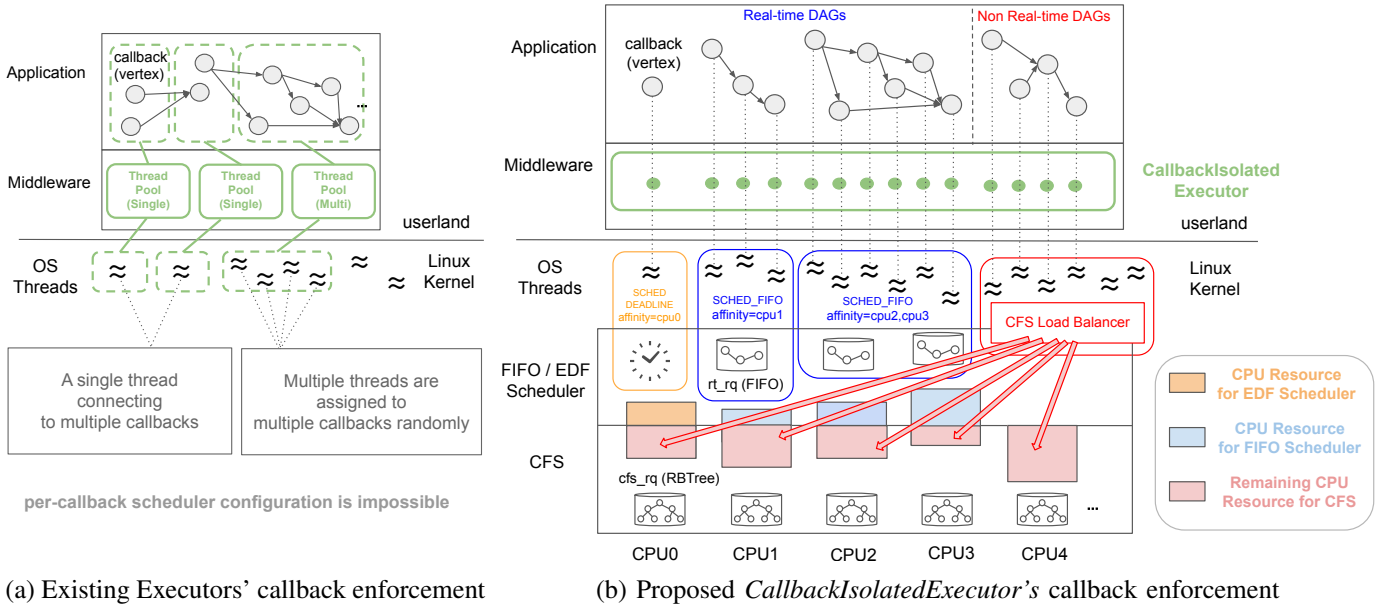 Application
callback
(vertex)
...
Middleware
Thread
Pool
(Single)
Thread
Pool
(Single)
Thread
Pool
(Multi)
userland
OS
Threads
Linux
Kernel
A single thread
connecting
to multiple callbacks
Multiple threads are
assigned to
multiple callbacks randomly
per-callback scheduler configuration is impossible
(a) Existing Executors' callback enforcement
Real-time DAGs
Non Real-time DAGs
Application
callback
(vertex)
Middleware
CallbackIsolated
Executor
userland
OS
Threads
Linux
Kernel
SCHED
DEADLINE
affinity=cpu0
SCHED_FIFO
affinity=cpu1
SCHED_FIFO
affinity=cpu2,cpu3
CFS Load Balancer
FIFO / EDF
Scheduler
rt_rq (FIFO)
CFS
cfs_rq (RBTree)
...
CPU0
CPU1
CPU2
CPU3
CPU4
CPU Resource
for EDF Scheduler
CPU Resource
for FIFO Scheduler
Remaining CPU
Resource for CFS
(b) Proposed CallbackIsolatedExecutor's callback enforcement